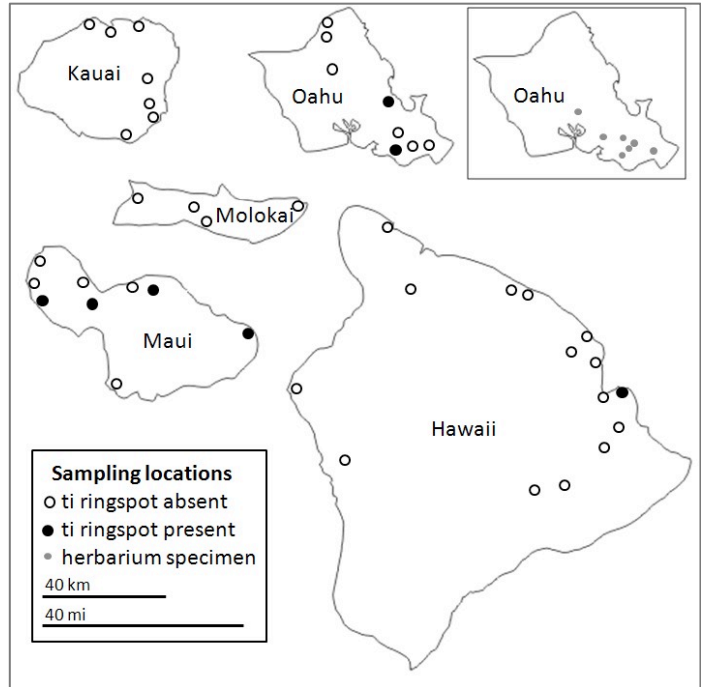 Kauai
Oahu
Oahu
Molokai
Maui
Hawaii
Sampling locations
ti ringspot absent
ti ringspot present
herbarium specimen
40 km
40 mi